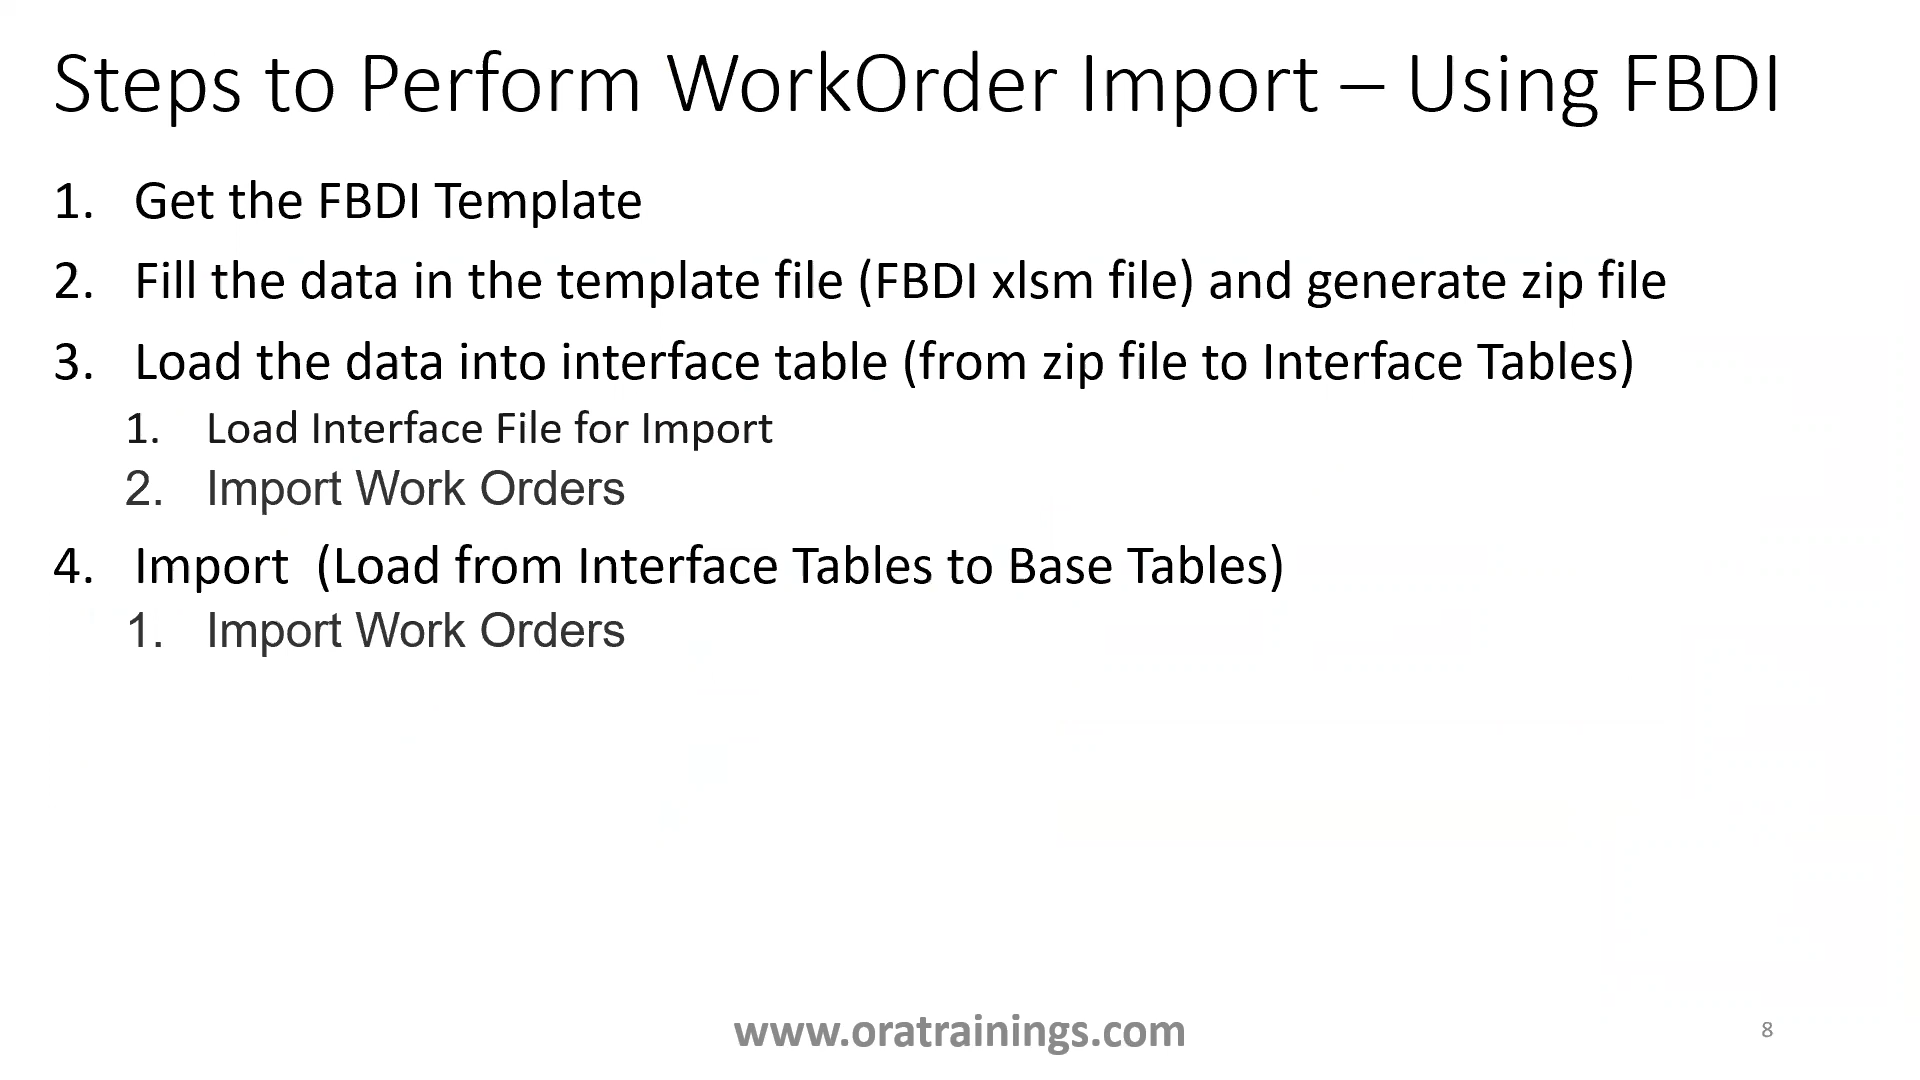 Steps to Perform WorkOrder Import – Using FBDI
1. Get the FBDI Template
2. Fill the data in the template file (FBDI xlsm file) and generate zip file
3. Load the data into interface table (from zip file to Interface Tables)
1. Load Interface File for Import
2. Import Work Orders
4. Import  (Load from Interface Tables to Base Tables)
1. Import Work Orders
www.oratrainings.com
8